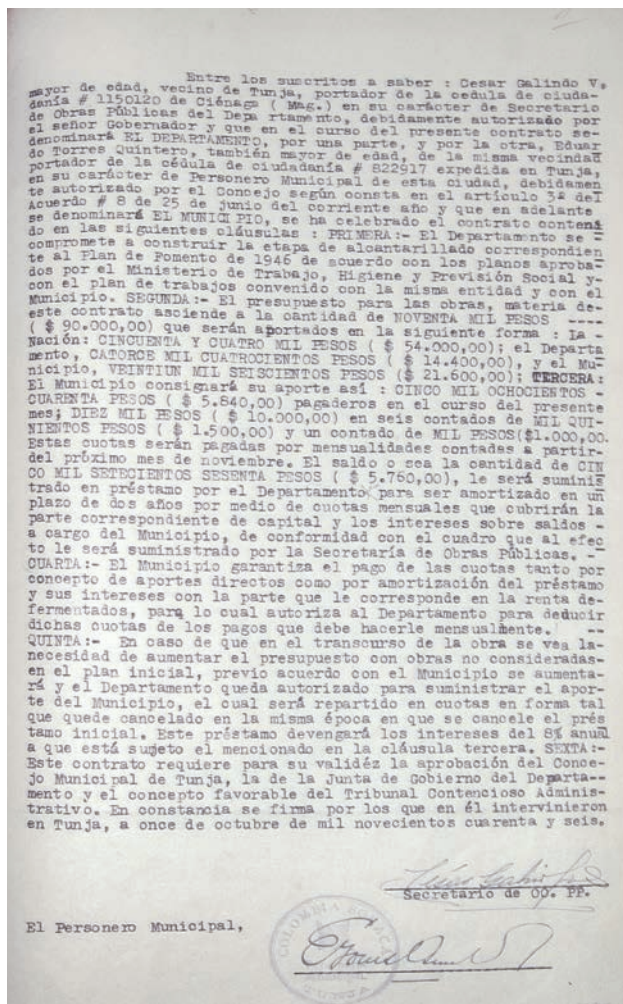 Entre los suscritos a saber : Cesar Galindo V,
mayor de edad, vecino de Tunja, portador de la cedula de ciuda-
danía # 1150120 de Ciénaga ( Mag.) en su carácter de Secretario
de Obras Públicas del Depa rtamento, debidamente autorizado por
el señor Gobernador y que en el curso del presente contrato se-
denominará EL DEPARTAMENTO, por una parte, y por la otra, Eduar
do Torres Quintero, también mayor de edad, de la misma vecindad
portador de la cédula de ciudadanía # 822917 expedida en Tunja,
en su carácter de Personero Municipal de esta ciudad, debidamen
te autorizado por el Concejo según consta en el artículo 3º del
Acuerdo # 8 de 25 de junio del corriente año y que en adelante
se denominará EL MUNICIPIO, se ha celebrado el contrato conteni
do en las siguientes cláusulas : PRIMERA:- El Departamento se -
compromete a construir la etapa de alcantarillado correspondien
te al Plan de Fomento de 1946 de acuerdo con los planos aproba-
dos por el Ministerio de Trabajo, Higiene y Previsión Social y-
con el plan de trabajos convenido con la misma entidad y con el
Municipio. SEGUNDA:- El presupuesto para las obras, materia de-
este contrato asciende a la cantidad de NOVENTA MIL PESOS ----
( $ 90.000,00) que serán aportados en la siguiente forma : La -
Nación: CINCUENTA Y CUATRO MIL PESOS ( $ 54.000,00); el Departa
mento, CATORCE MIL CUATROCIENTOS PESOS ( $ 14.400,00), y el Mu-
nicipio, VEINTIUN MIL SEISCIENTOS PESOS ($ 21.600,00); TERCERA:
El Municipio consignará su aporte así : CINCO MIL OCHOCIENTOS -
CUARENTA PESOS ( $ 5.840,00) pagaderos en el curso del presente
mes; DIEZ MIL PESOS ( $ 10.000,00) en seis contados de MIL QUI-
NIENTOS PESOS ( $ 1.500,00) y un contado de MIL PESOS($1.000,00.
Estas cuotas serán pagadas por mensualidades contadas a partir-
del próximo mes de noviembre. El saldo o sea la cantidad de CIN
CO MIL SETECIENTOS SESENTA PESOS ( $ 5.760,00), le será suminis
trado en préstamo por el Departamento para ser amortizado en un
plazo de dos años por medio de cuotas mensuales que cubrirán la
parte correspondiente de capital y los intereses sobre saldos -
a cargo del Municipio, de conformidad con el cuadro que al efec
to le será suministrado por la Secretaría de Obras Públicas. -
CUARTA:- El Municipio garantiza el pago de las cuotas tanto por
concepto de aportes directos como por amortización del préstamo
y sus intereses con la parte que le corresponde en la renta de-
fermentados, para lo cual autoriza al Departamento para deducir
dichas cuotas de los pagos que debe hacerle mensualmente. --
QUINTA:- En caso de que en el transcurso de la obra se vea la-
necesidad de aumentar el presupuesto con obras no consideradas-
en el plan inicial, previo acuerdo con el Municipio se aumenta-
rá y el Departamento queda autorizado para suministrar el apor-
te del Municipio, el cual será repartido en cuotas en forma tal
que quede cancelado en la misma época en que se cancele el prés
tamo inicial. Este préstamo devengará los intereses del 8% anual
a que está sujeto el mencionado en la cláusula tercera. SEXTA:-
Este contrato requiere para su validéz la aprobación del Conce-
jo Municipal de Tunja, la de la Junta de Gobierno del Departa--
mento y el concepto favorable del Tribunal Contencioso Adminis-
trativo. En constancia se firma por los que en él intervinieron
en Tunja, a once de octubre de mil novecientos cuarenta y seis.
Secretario de OO. PP.
El Personero Municipal,
COLOMBIA BOYACA
TUNJA